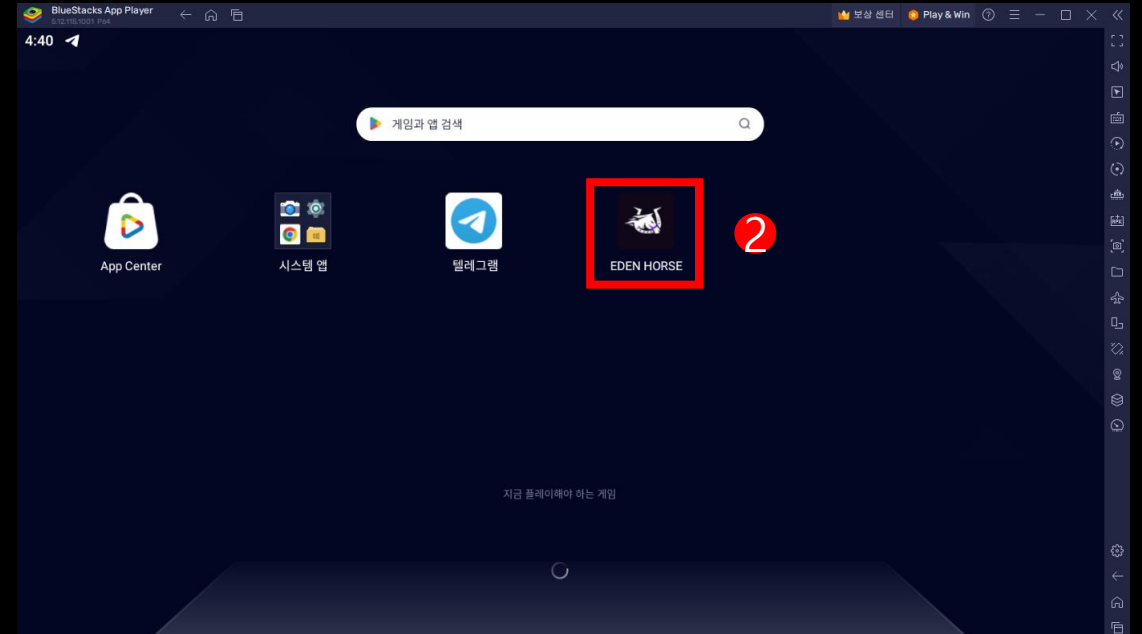 BlueStacks App Player
5.12.115.1001 P64
보상 센터
Play & Win
4:40
게임과 앱 검색
App Center
시스템 앱
텔레그램
EDEN HORSE
2
지금 플레이해야 하는 게임